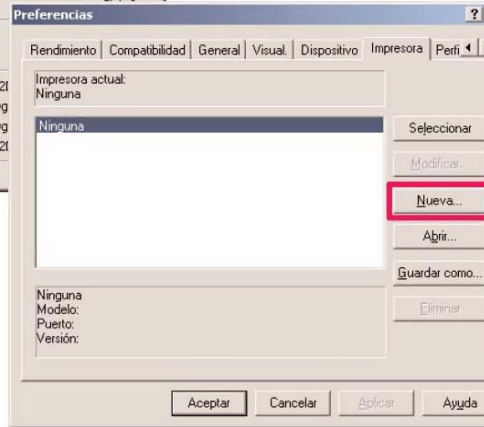 Preferencias
?
Rendimiento Compatibilidad General Visual. Dispositivo Impresora Perfi
Impresora actual:
Ninguna
Ninguna
Seleccionar
Modificar.
Nueva...
Abrir...
Guardar como...
Eliminar
Ninguna
Modelo:
Puerto:
Versión:
Aceptar Cancelar Aplicar Ayuda